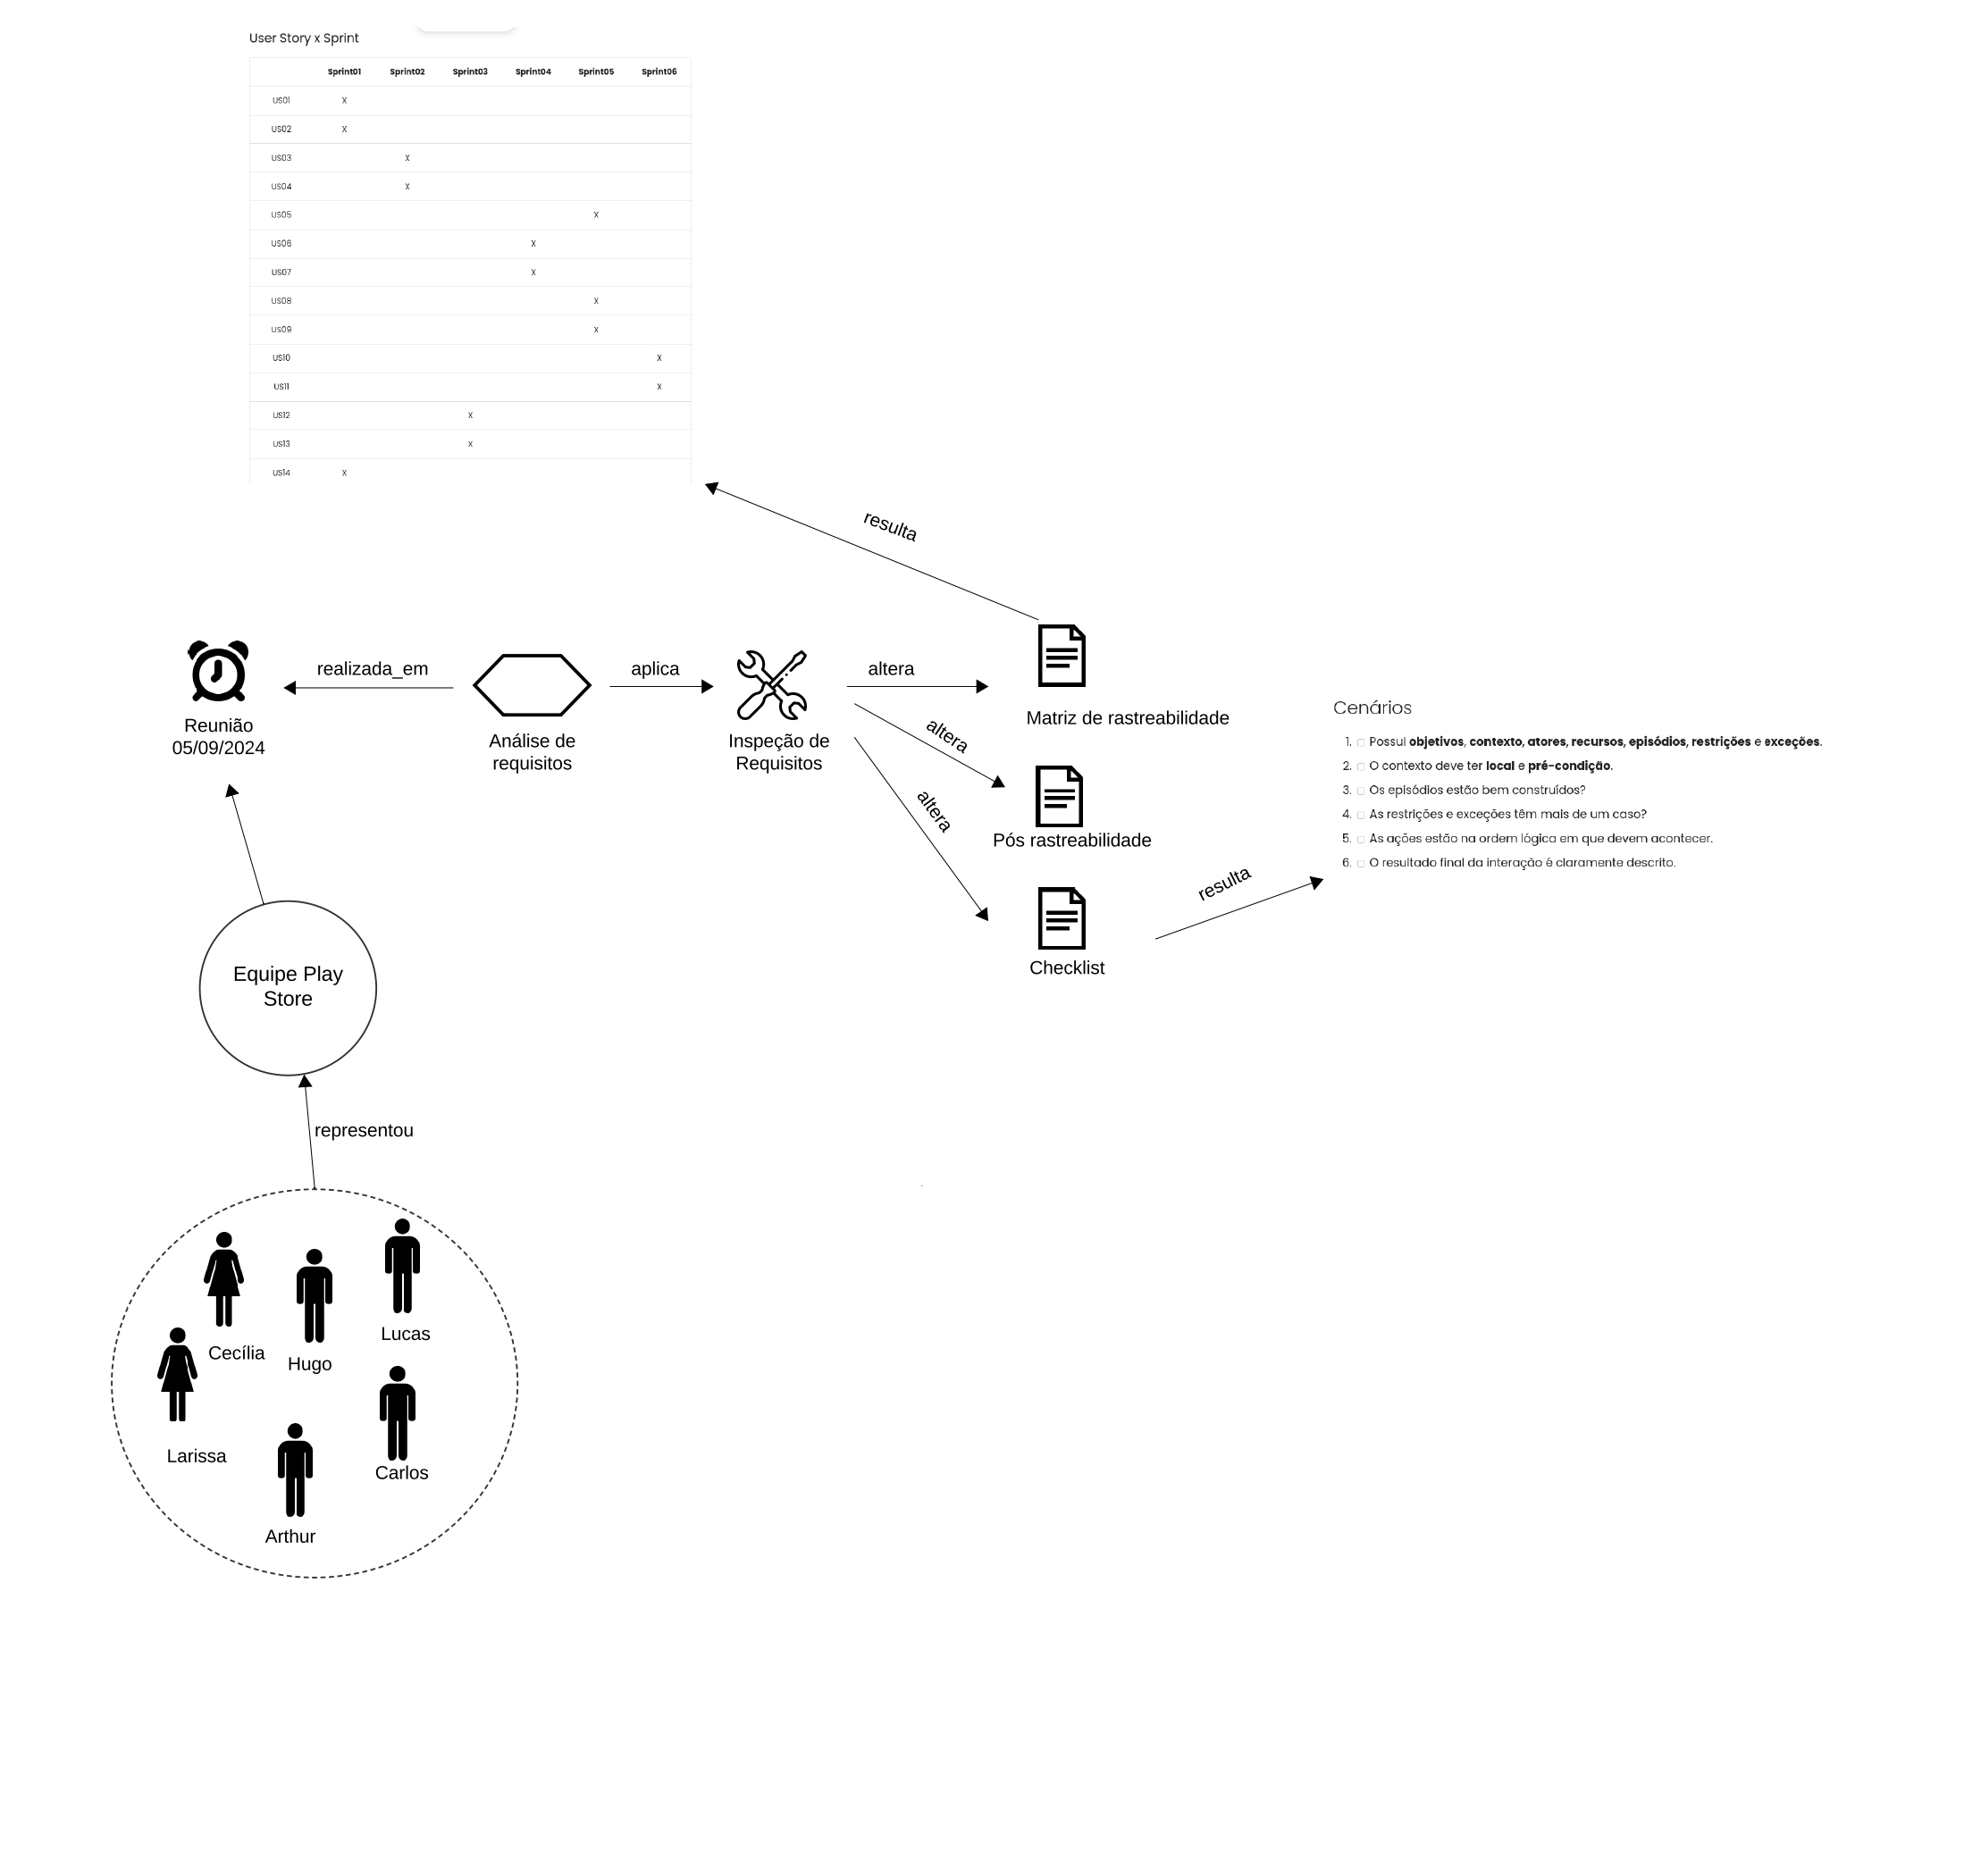 User Story x Sprint
Sprint01 Sprint02 Sprint03 Sprint04 Sprint05 Sprint06
US01 X
US02 X
US03 X
US04 X
US05 X
US06 X
US07 X
US08 X
US09 X
US10 X
US11 X
US12 X
US13 X
US14 X
resulta
realizada_em
aplica
altera
Reunião
05/09/2024
Análise de
requisitos
Inspeção de
Requisitos
Matriz de rastreabilidade
altera
altera
Pós rastreabilidade
Checklist
resulta
Cenários
1. Possui objetivos, contexto, atores, recursos, episódios, restrições e exceções.
2. O contexto deve ter local e pré-condição.
3. Os episódios estão bem construídos?
4. As restrições e exceções têm mais de um caso?
5. As ações estão na ordem lógica em que devem acontecer.
6. O resultado final da interação é claramente descrito.
Equipe Play
Store
representou
Cecília
Hugo
Lucas
Larissa
Carlos
Arthur